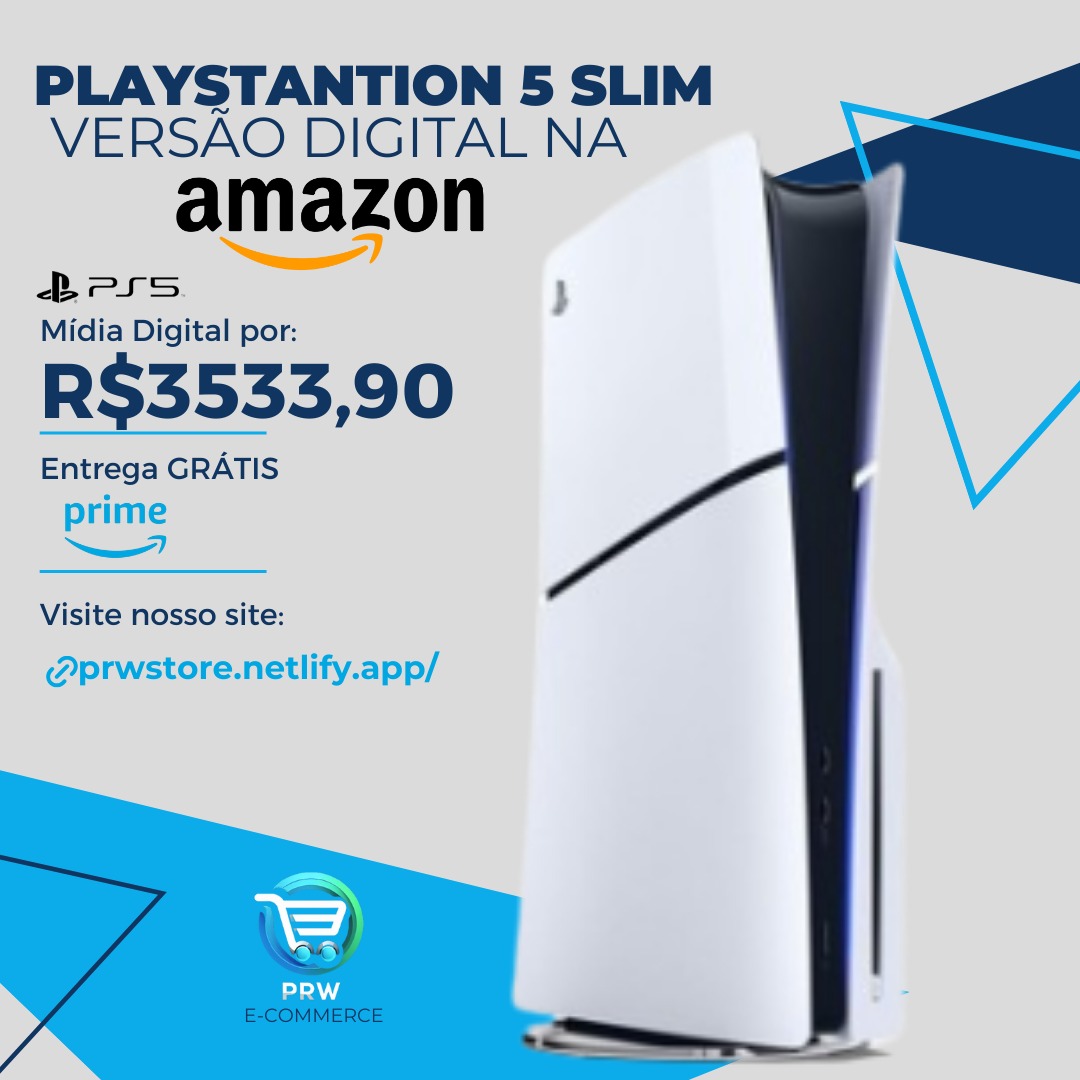 PLAYSTANTION 5 SLIM
VERSÃO DIGITAL NA
amazon
PS5
Mídia Digital por:
R$3533,90
Entrega GRÁTIS
prime
Visite nosso site:
prwstore.netlify.app/
PRW
E-COMMERCE